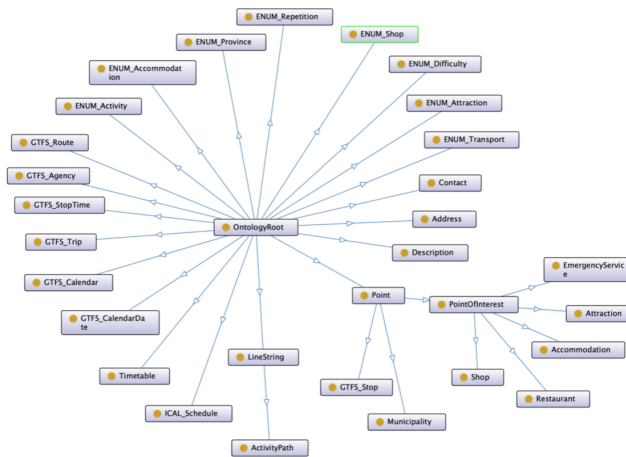 ENUM_Repetition
ENUM_Shop
ENUM_Province
ENUM_Difficulty
ENUM_Accommodat
ion
ENUM_Attraction
ENUM_Activity
ENUM_Transport
GTFS_Route
GTFS_Agency
Contact
GTFS_StopTime
Address
OntologyRoot
GTFS_Trip
Description
EmergencyServic
e
GTFS_Calendar
Point
PointOfInterest
Attraction
GTFS_CalendarDa
te
Accommodation
LineString
Timetable
Shop
GTFS_Stop
Restaurant
ICAL_Schedule
Municipality
ActivityPath